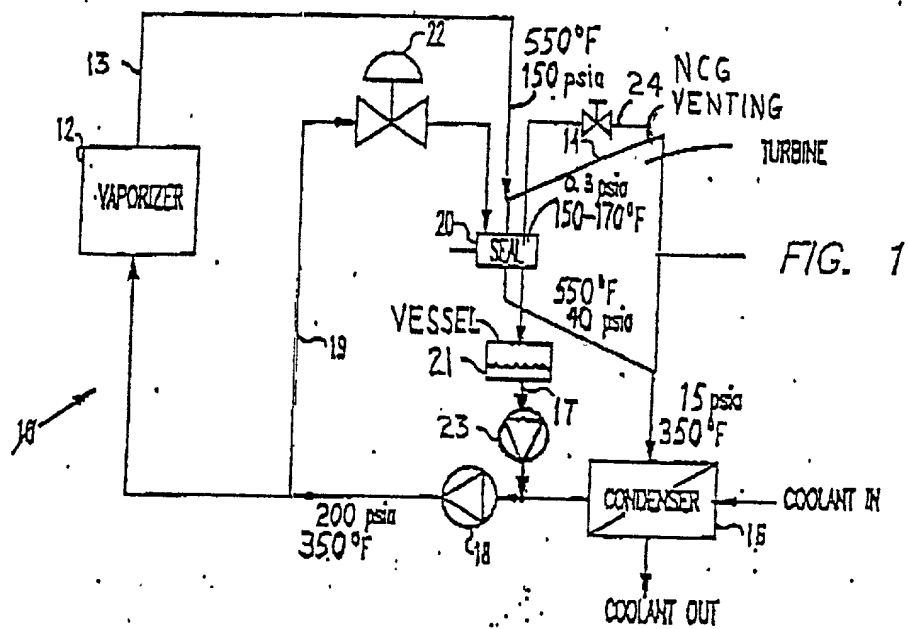 13
22
550°F
150 psia
NCG
24
VENTING
12
14
TURBINE
VAPORIZER
0.3 psia
150-170°F
20
SEAL
FIG. 1
550°F
40 psia
VESSEL
19
21
17
15 psia
350°F
10
23
CONDENSER
COOLANT IN
200 psia
350°F
18
16
COOLANT OUT